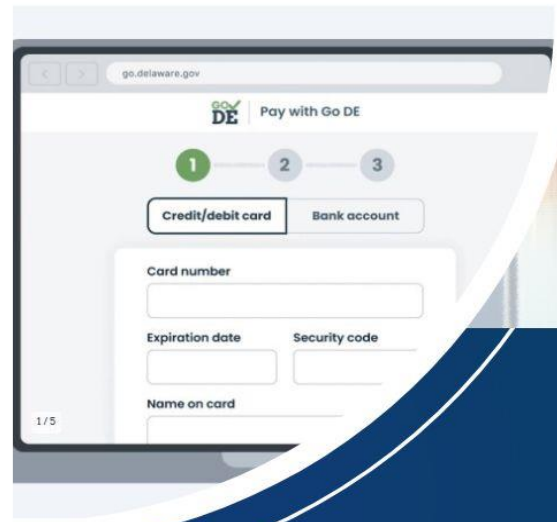 go.delaware.gov
GO DE Pay with Go DE
1 2 3
Credit/debit card Bank account
Card number
Expiration date Security code
Name on card
1/5